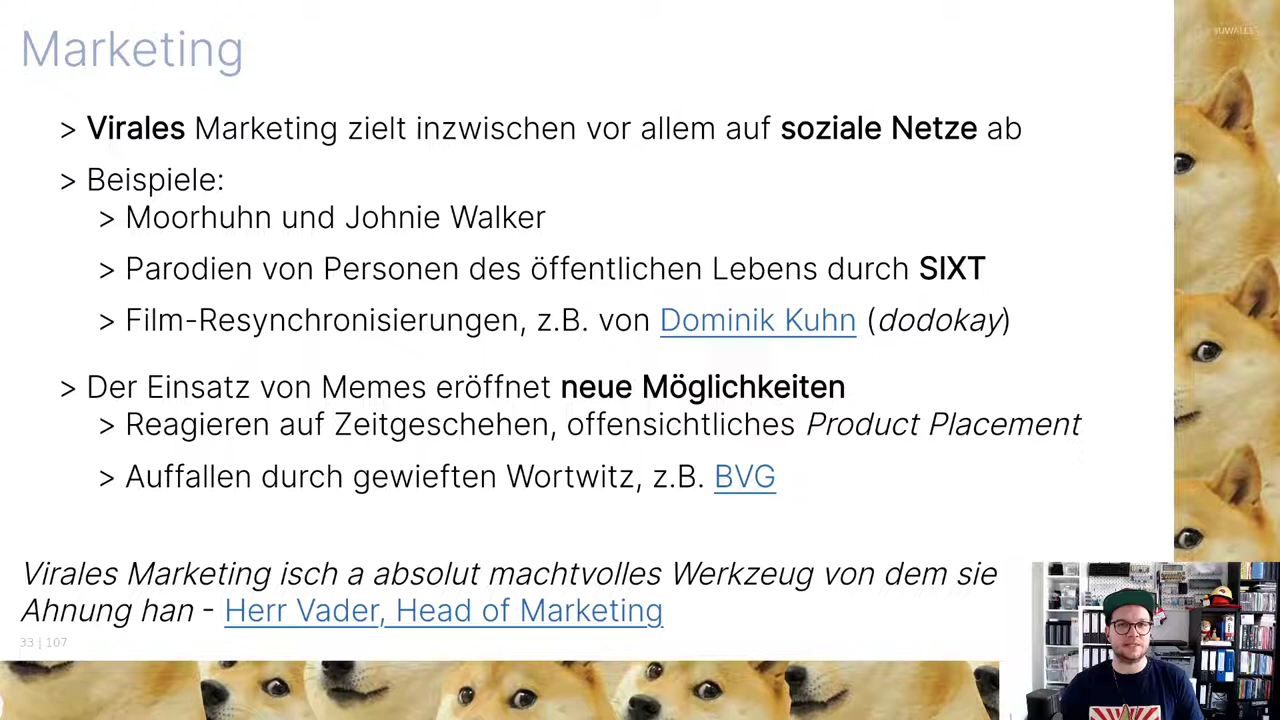 Marketing
> Virales Marketing zielt inzwischen vor allem auf soziale Netze ab
> Beispiele:
> Moorhuhn und Johnie Walker
> Parodien von Personen des öffentlichen Lebens durch SIXT
> Film-Resynchronisierungen, z.B. von Dominik Kuhn (dodokay)
> Der Einsatz von Memes eröffnet neue Möglichkeiten
> Reagieren auf Zeitgeschehen, offensichtliches Product Placement
> Auffallen durch gewieften Wortwitz, z.B. BVG
Virales Marketing isch a absolut machtvolles Werkzeug von dem sie
Ahnung han - Herr Vader, Head of Marketing
33 | 107